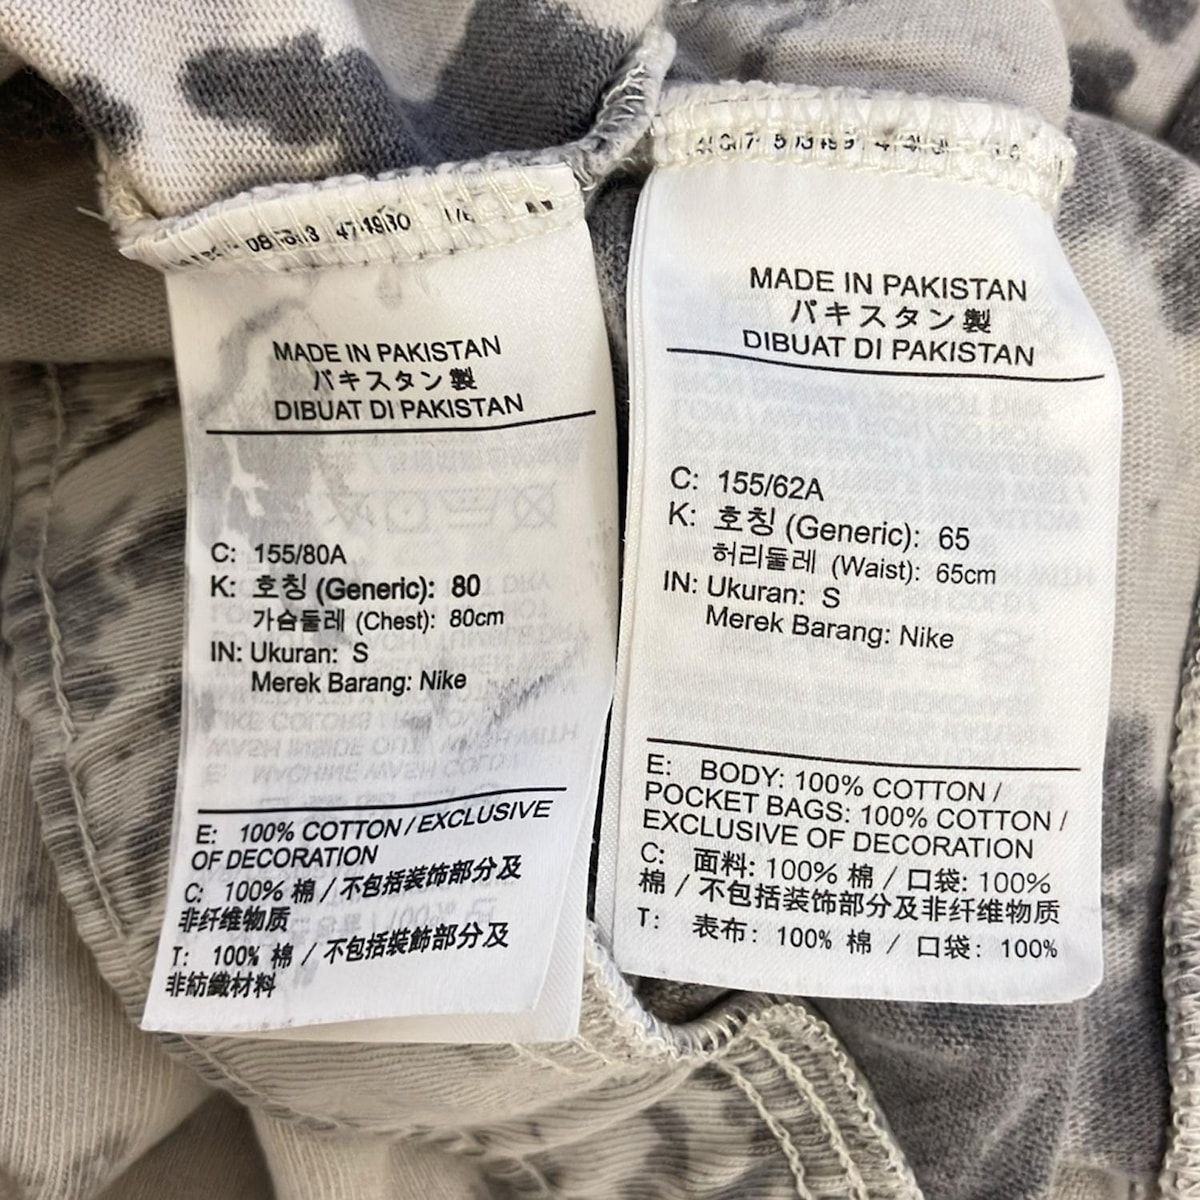 MADE IN PAKISTAN
パキスタン製
DIBUAT DI PAKISTAN
C: 155/80A
K: 호칭 (Generic): 80
가슴둘레 (Chest): 80cm
IN: Ukuran: S
Merek Barang: Nike
E: 100% COTTON / EXCLUSIVE
OF DECORATION
C: 100% 棉 / 不包括装饰部分及
非纤维物质
T: 100% 棉 / 不包括裝飾部分及
非紡織材料
MADE IN PAKISTAN
パキスタン製
DIBUAT DI PAKISTAN
C: 155/62A
K: 호칭 (Generic): 65
허리둘레 (Waist): 65cm
IN: Ukuran: S
Merek Barang: Nike
E: BODY: 100% COTTON /
POCKET BAGS: 100% COTTON /
EXCLUSIVE OF DECORATION
C: 面料: 100% 棉 / 口袋: 100%
棉 / 不包括装饰部分及非纤维物质
T: 表布: 100% 棉 / 口袋: 100%